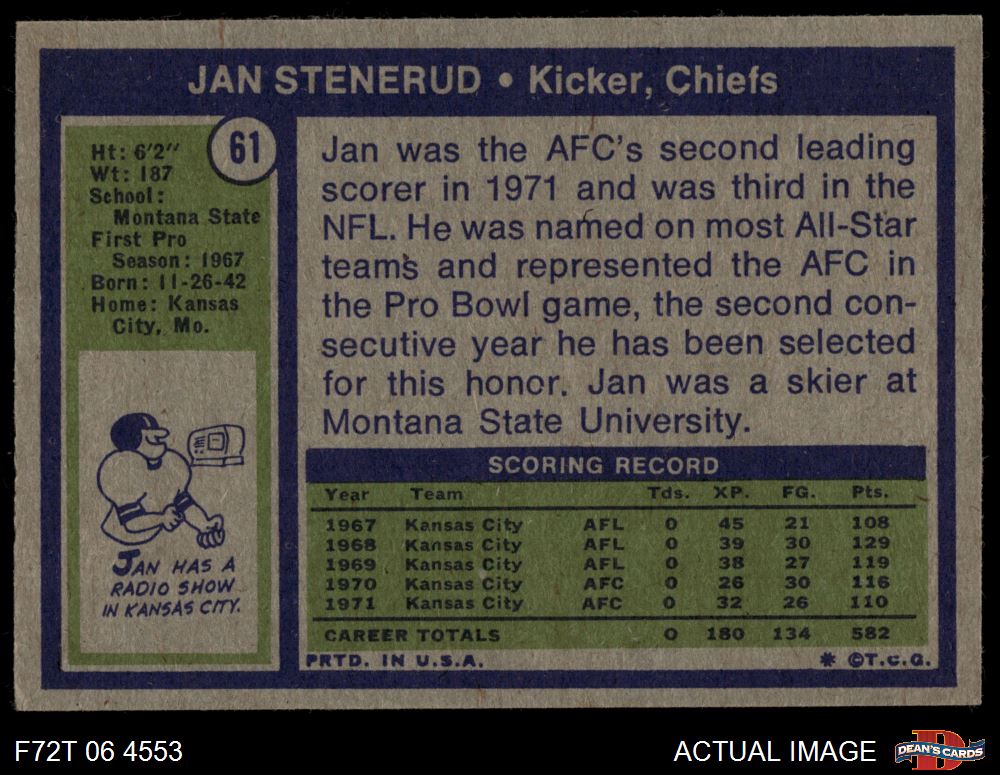 JAN STENERUD • Kicker, Chiefs
61
Ht: 6'2"
Wt: 187
School:
Montana State
First Pro
Season: 1967
Born: 11-26-42
Home: Kansas
City, Mo.
JAN HAS A
RADIO SHOW
IN KANSAS CITY.
Jan was the AFC's second leading
scorer in 1971 and was third in the
NFL. He was named on most All-Star
teams and represented the AFC in
the Pro Bowl game, the second con-
secutive year he has been selected
for this honor. Jan was a skier at
Montana State University.
SCORING RECORD
Year Team Tds. XP. FG. Pts.
1967 Kansas City AFL 0 45 21 108
1968 Kansas City AFL 0 39 30 129
1969 Kansas City AFL 0 38 27 119
1970 Kansas City AFC 0 26 30 116
1971 Kansas City AFC 0 32 26 110
CAREER TOTALS 0 180 134 582
PRTD. IN U.S.A. * ©T.C.G.
F72T 06 4553 ACTUAL IMAGE DEAN'S CARDS